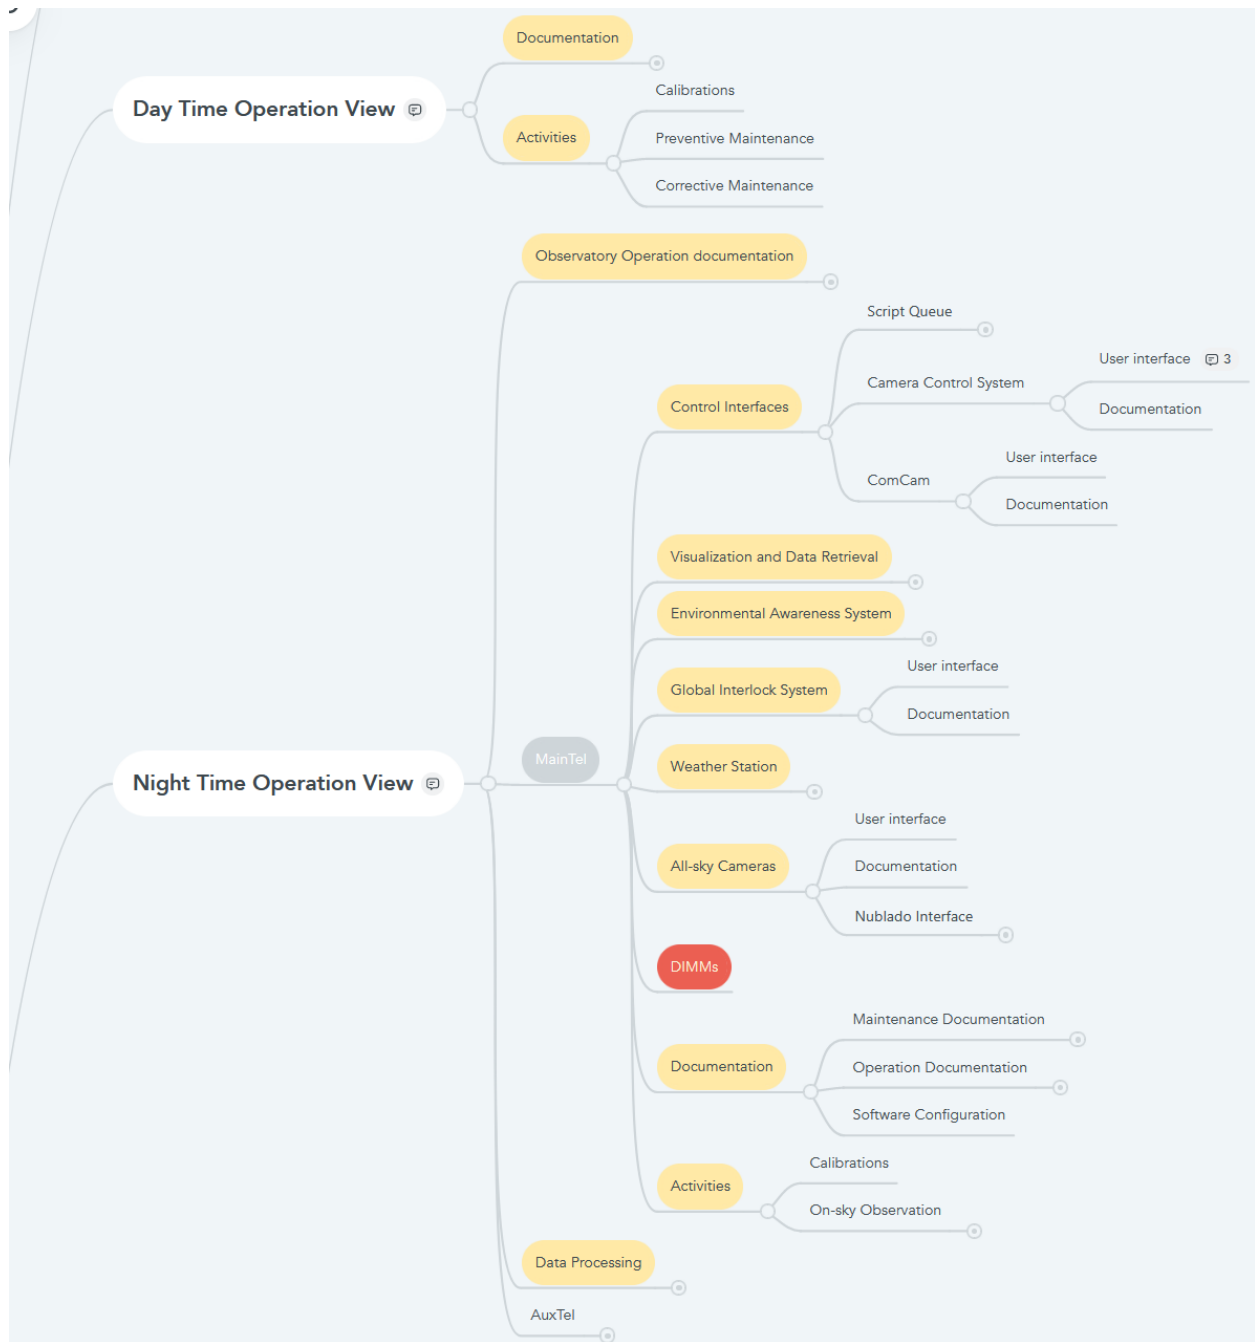 Documentation
Day Time Operation View
Calibrations
Activities
Preventive Maintenance
Corrective Maintenance
Observatory Operation documentation
Script Queue
User interface 3
Camera Control System
Control Interfaces
Documentation
User interface
ComCam
Documentation
Visualization and Data Retrieval
Environmental Awareness System
User interface
Global Interlock System
Documentation
MainTel
Weather Station
Night Time Operation View
User interface
All-sky Cameras
Documentation
Nublado Interface
DIMMs
Maintenance Documentation
Documentation
Operation Documentation
Software Configuration
Calibrations
Activities
On-sky Observation
Data Processing
AuxTel